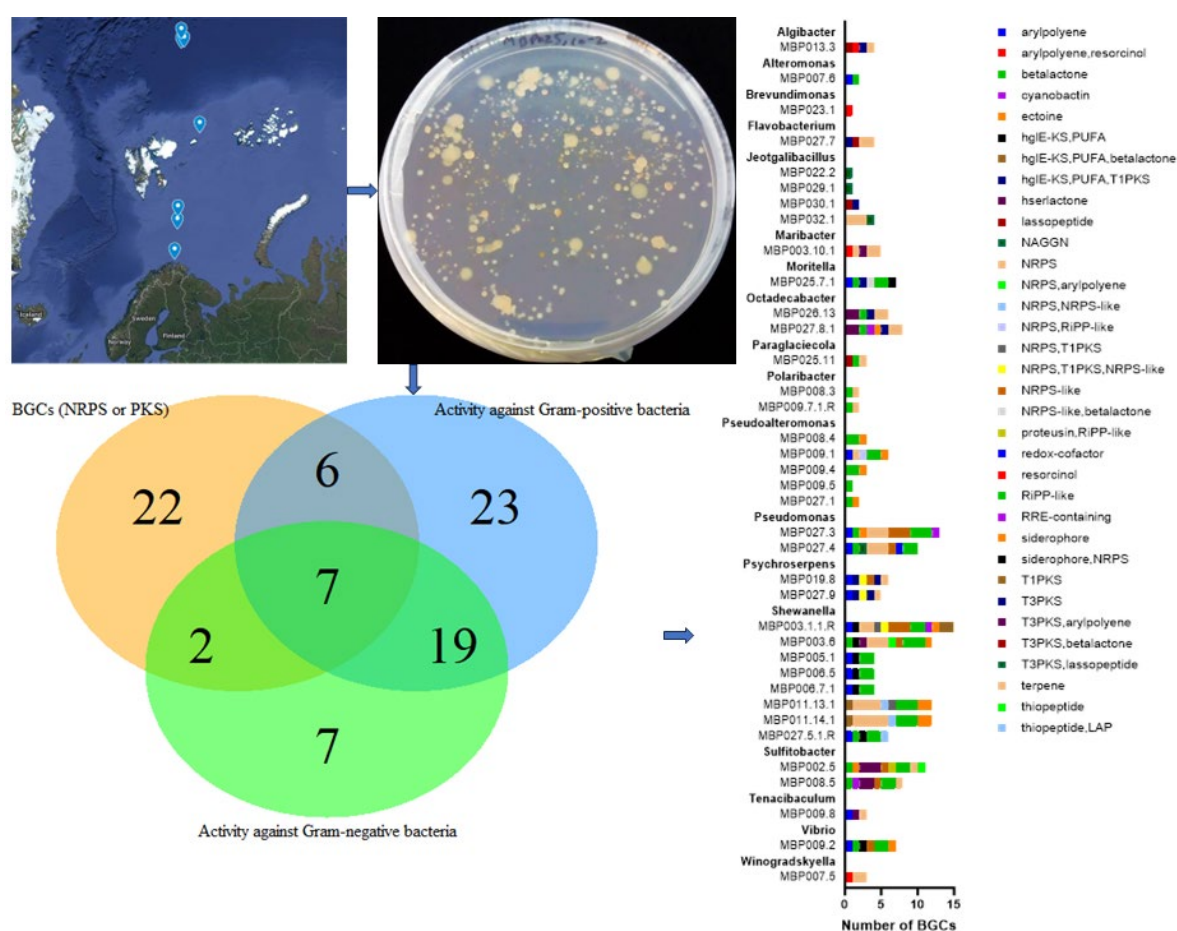 Iceland
Norway
Sweden
Finland
MBP025, 10-2
BGCs (NRPS or PKS)
Activity against Gram-positive bacteria
22
6
23
7
2
19
7
Activity against Gram-negative bacteria
Algibacter
MBP013.3
Alteromonas
MBP007.6
Brevundimonas
MBP023.1
Flavobacterium
MBP027.7
Jeotgalibacillus
MBP022.2
MBP029.1
MBP030.1
MBP032.1
Maribacter
MBP003.10.1
Moritella
MBP025.7.1
Octadecabacter
MBP026.13
MBP027.8.1
Paraglaciecola
MBP025.11
Polaribacter
MBP008.3
MBP009.7.1.R
Pseudoalteromonas
MBP008.4
MBP009.1
MBP009.4
MBP009.5
MBP027.1
Pseudomonas
MBP027.3
MBP027.4
Psychroserpens
MBP019.8
MBP027.9
Shewanella
MBP003.1.1.R
MBP003.6
MBP005.1
MBP006.5
MBP006.7.1
MBP011.13.1
MBP011.14.1
MBP027.5.1.R
Sulfitobacter
MBP002.5
MBP008.5
Tenacibaculum
MBP009.8
Vibrio
MBP009.2
Winogradskyella
MBP007.5
0 5 10 15
Number of BGCs
arylpolyene
arylpolyene,resorcinol
betalactone
cyanobactin
ectoine
hglE-KS,PUFA
hglE-KS,PUFA,betalactone
hglE-KS,PUFA,T1PKS
hserlactone
lassopeptide
NAGGN
NRPS
NRPS,arylpolyene
NRPS,NRPS-like
NRPS,RiPP-like
NRPS,T1PKS
NRPS,T1PKS,NRPS-like
NRPS-like
NRPS-like,betalactone
proteusin,RiPP-like
redox-cofactor
resorcinol
RiPP-like
RRE-containing
siderophore
siderophore,NRPS
T1PKS
T3PKS
T3PKS,arylpolyene
T3PKS,betalactone
T3PKS,lassopeptide
terpene
thiopeptide
thiopeptide,LAP